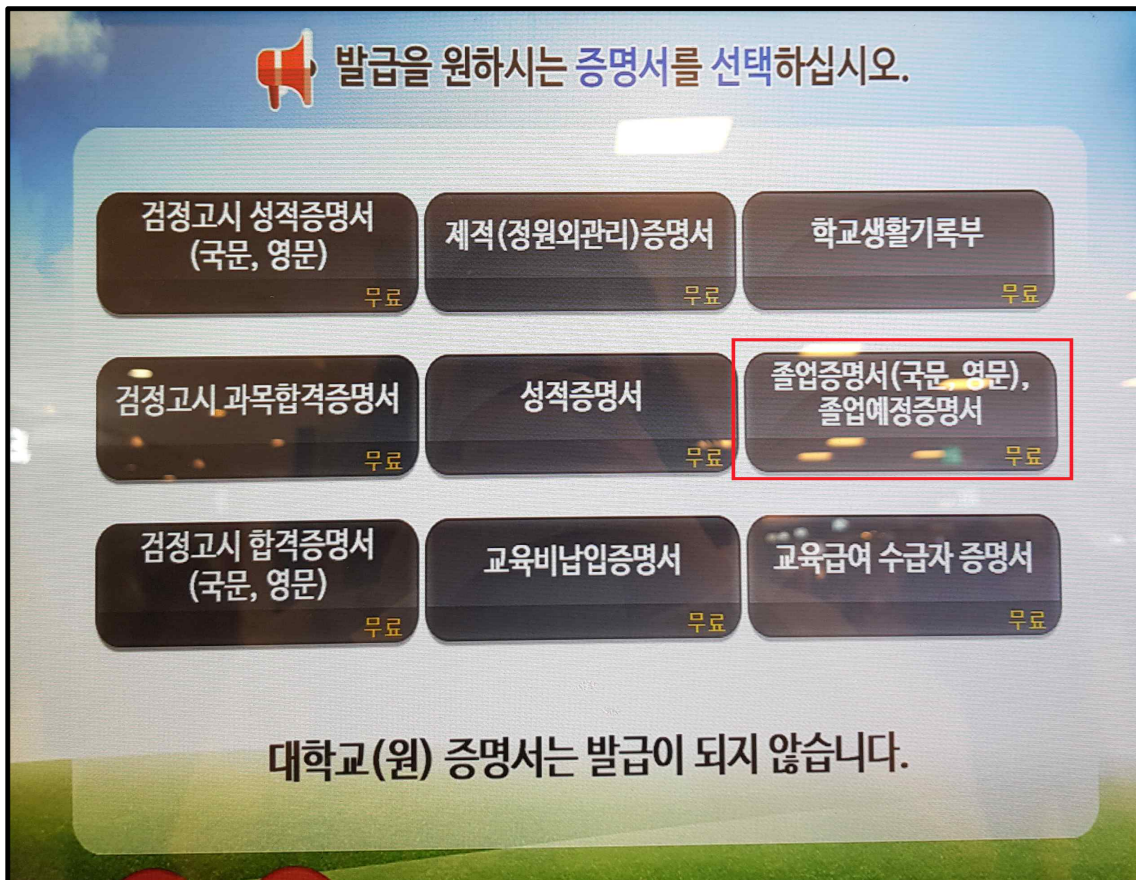 발급을 원하시는 증명서를 선택하십시오.
검정고시 성적증명서
(국문, 영문)
무료
제적(정원외관리)증명서
무료
학교생활기록부
무료
검정고시 과목합격증명서
무료
성적증명서
무료
졸업증명서(국문, 영문),
졸업예정증명서
무료
검정고시 합격증명서
(국문, 영문)
무료
교육비납입증명서
무료
교육급여 수급자 증명서
무료
대학교(원) 증명서는 발급이 되지 않습니다.